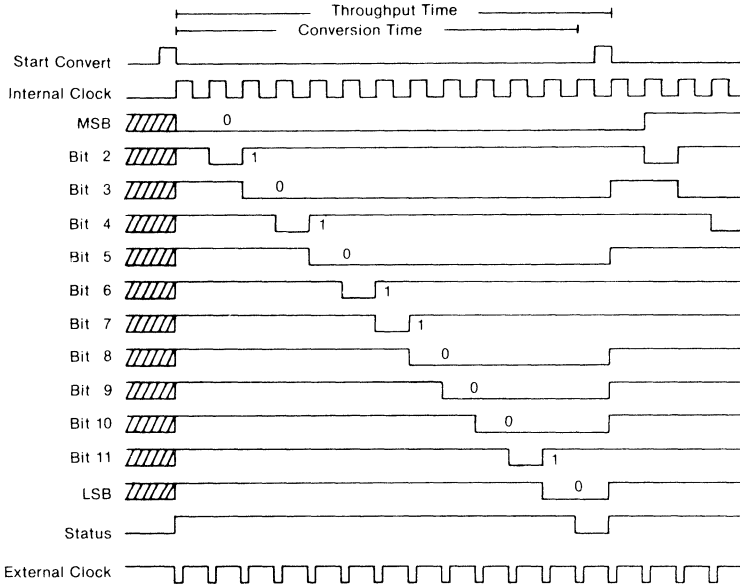 Throughput Time
Conversion Time
Start Convert
Internal Clock
MSB 0
Bit 2 1
Bit 3 0
Bit 4 1
Bit 5 0
Bit 6 1
Bit 7 1
Bit 8 0
Bit 9 0
Bit 10 0
Bit 11 1
LSB 0
Status
External Clock